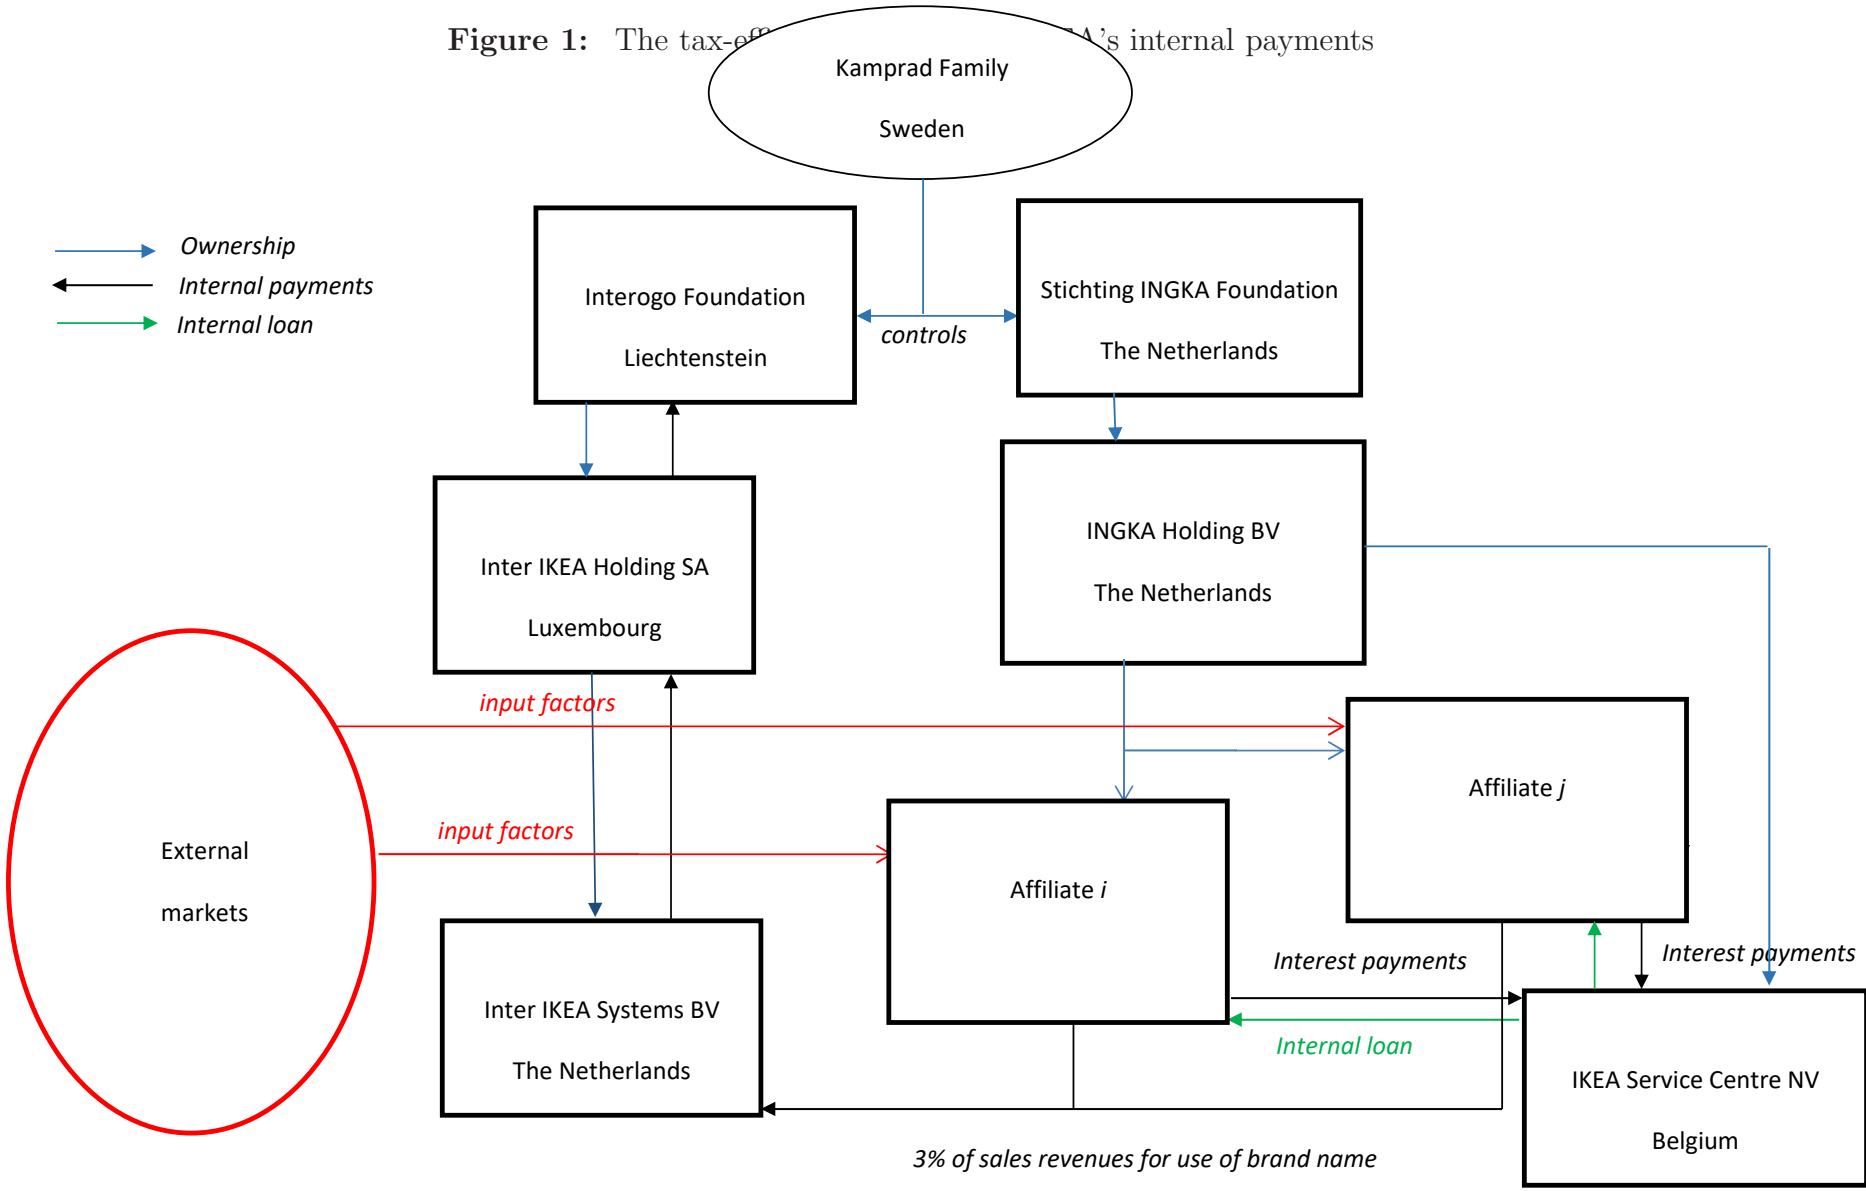 Figure 1: The tax-eff A's internal payments
Kamprad Family
Sweden
Ownership
Internal payments
Internal loan
Interogo Foundation
Liechtenstein
controls
Stichting INGKA Foundation
The Netherlands
Inter IKEA Holding SA
Luxembourg
INGKA Holding BV
The Netherlands
input factors
input factors
External
markets
Affiliate j
Affiliate i
Inter IKEA Systems BV
The Netherlands
Interest payments
Interest payments
Internal loan
IKEA Service Centre NV
Belgium
3% of sales revenues for use of brand name